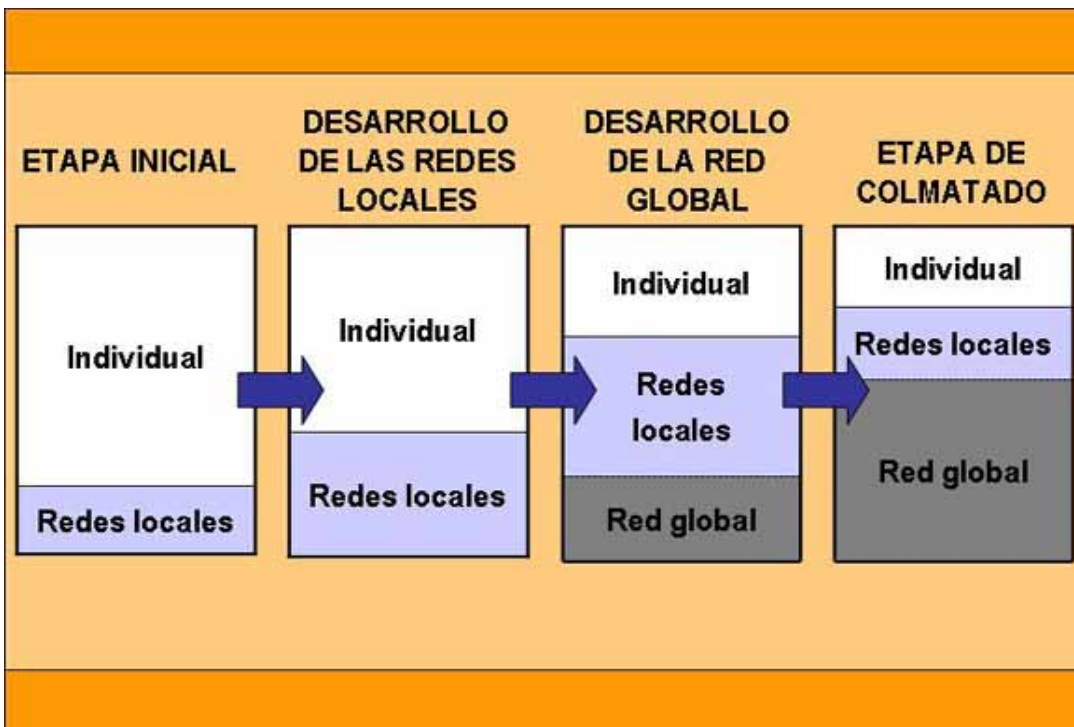 ETAPA INICIAL
Individual
Redes locales
DESARROLLO
DE LAS REDES
LOCALES
Individual
Redes locales
DESARROLLO
DE LA RED
GLOBAL
Individual
Redes
locales
Red global
ETAPA DE
COLMATADO
Individual
Redes locales
Red global